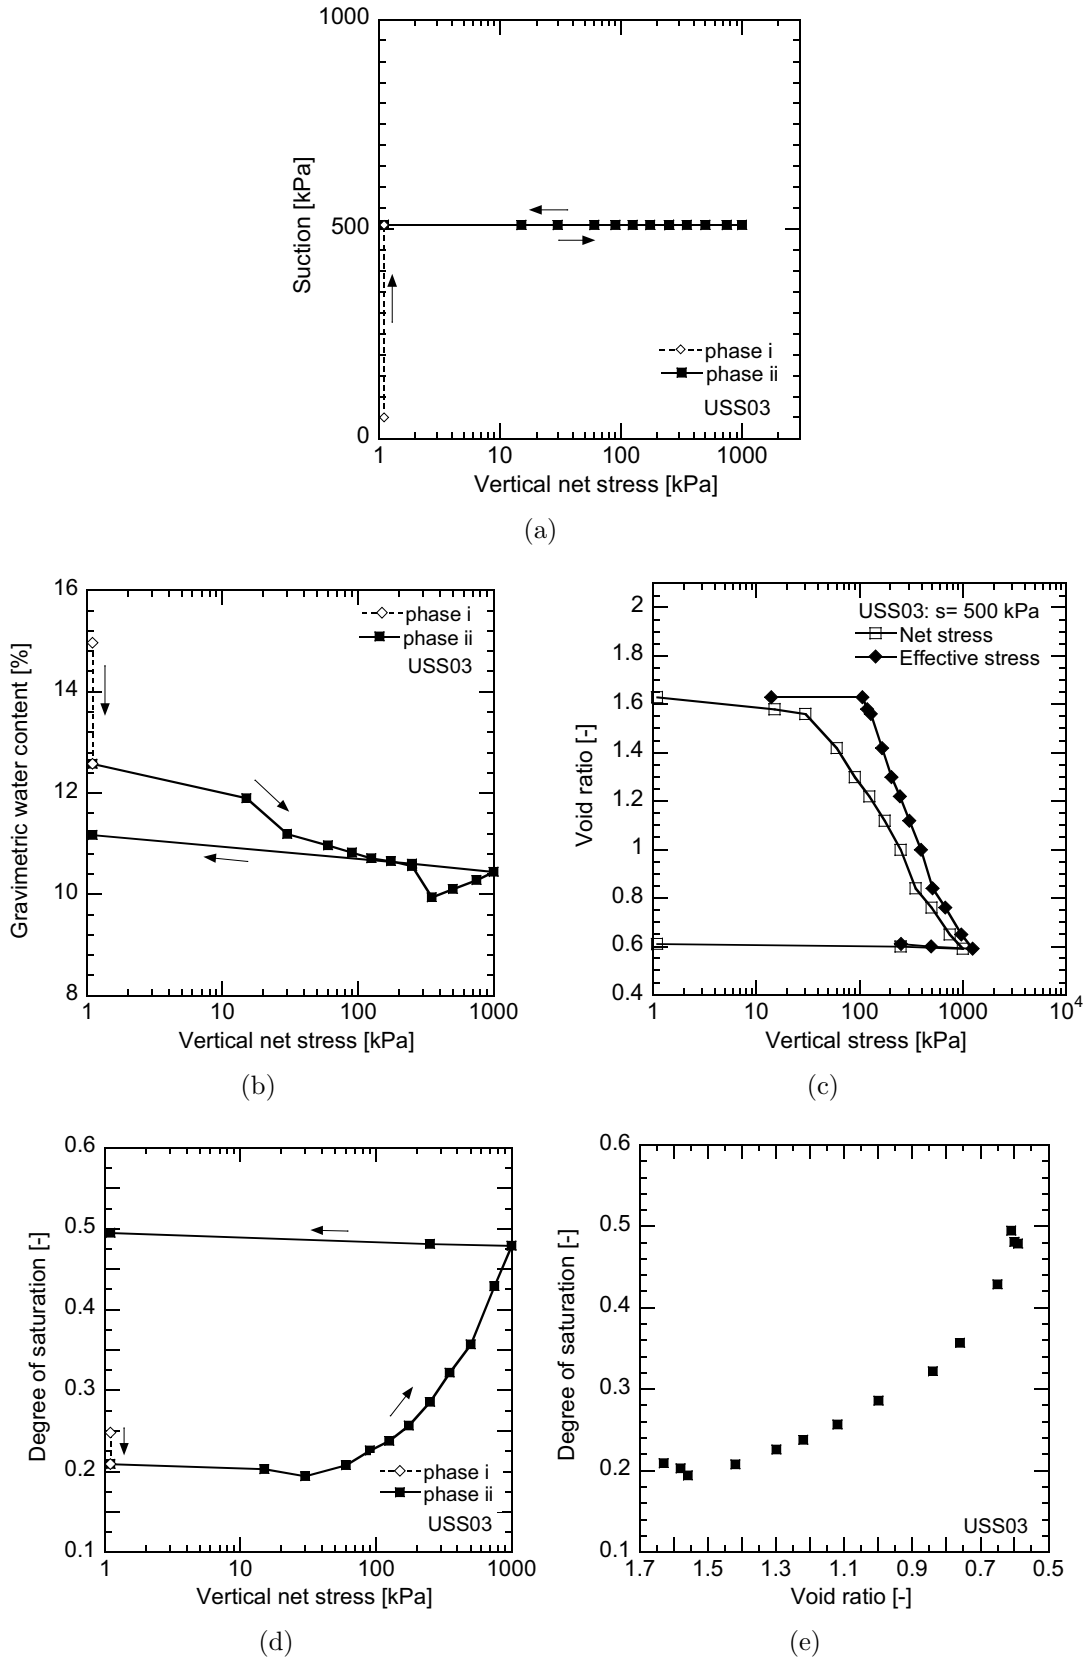 1000
500
0
Suction [kPa]
phase i
phase ii
USS03
1 10 100 1000
Vertical net stress [kPa]
(a)
16
14
12
10
8
Gravimetric water content [%]
phase i
phase ii
USS03
1 10 100 1000
Vertical net stress [kPa]
(b)
2
1.8
1.6
1.4
1.2
1
0.8
0.6
0.4
Void ratio [-]
USS03: s= 500 kPa
Net stress
Effective stress
1 10 100 1000 10^4
Vertical stress [kPa]
(c)
0.6
0.5
0.4
0.3
0.2
0.1
Degree of saturation [-]
phase i
phase ii
USS03
1 10 100 1000
Vertical net stress [kPa]
(d)
0.6
0.5
0.4
0.3
0.2
0.1
Degree of saturation [-]
USS03
1.7 1.5 1.3 1.1 0.9 0.7 0.5
Void ratio [-]
(e)